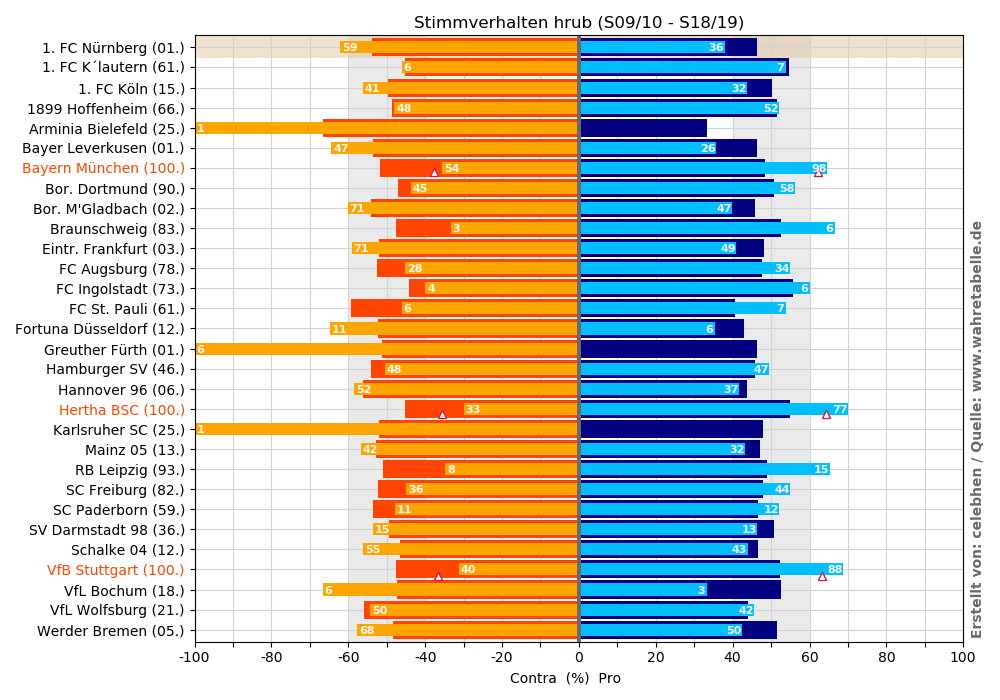 Stimmverhalten hrub (S09/10 - S18/19)
1. FC Nürnberg (01.) 59 36
1. FC K´lautern (61.) 6 7
1. FC Köln (15.) 41 32
1899 Hoffenheim (66.) 48 52
Arminia Bielefeld (25.) 1
Bayer Leverkusen (01.) 47 26
Bayern München (100.) 54 98
Bor. Dortmund (90.) 45 58
Bor. M'Gladbach (02.) 71 47
Braunschweig (83.) 3 6
Eintr. Frankfurt (03.) 71 49
FC Augsburg (78.) 28 34
FC Ingolstadt (73.) 4 6
FC St. Pauli (61.) 6 7
Fortuna Düsseldorf (12.) 11 6
Greuther Fürth (01.) 6
Hamburger SV (46.) 48 47
Hannover 96 (06.) 52 37
Hertha BSC (100.) 33 77
Karlsruher SC (25.) 1
Mainz 05 (13.) 42 32
RB Leipzig (93.) 8 15
SC Freiburg (82.) 36 44
SC Paderborn (59.) 11 12
SV Darmstadt 98 (36.) 15 13
Schalke 04 (12.) 55 43
VfB Stuttgart (100.) 40 88
VfL Bochum (18.) 6 3
VfL Wolfsburg (21.) 50 42
Werder Bremen (05.) 68 50
-100 -80 -60 -40 -20 0 20 40 60 80 100
Contra (%) Pro
Erstellt von: celebhen / Quelle: www.wahretabelle.de